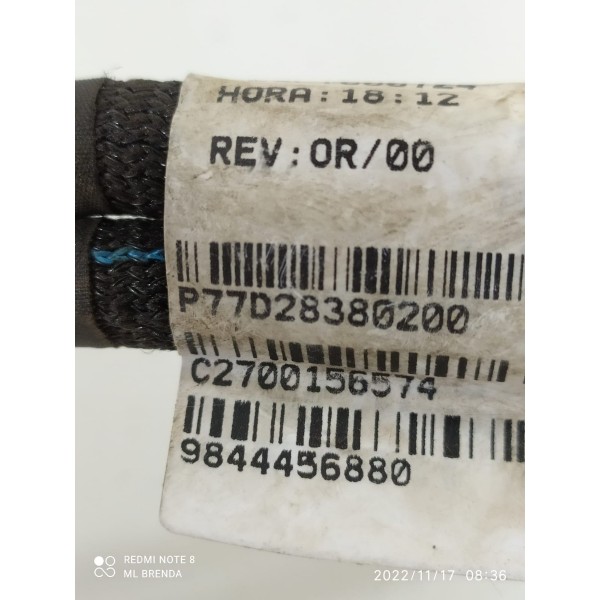 HORA:18:12
REV:OR/00
P77D28380200
C2700156574
9844456880
REDMI NOTE 8
ML BRENDA
2022/11/17 08:36